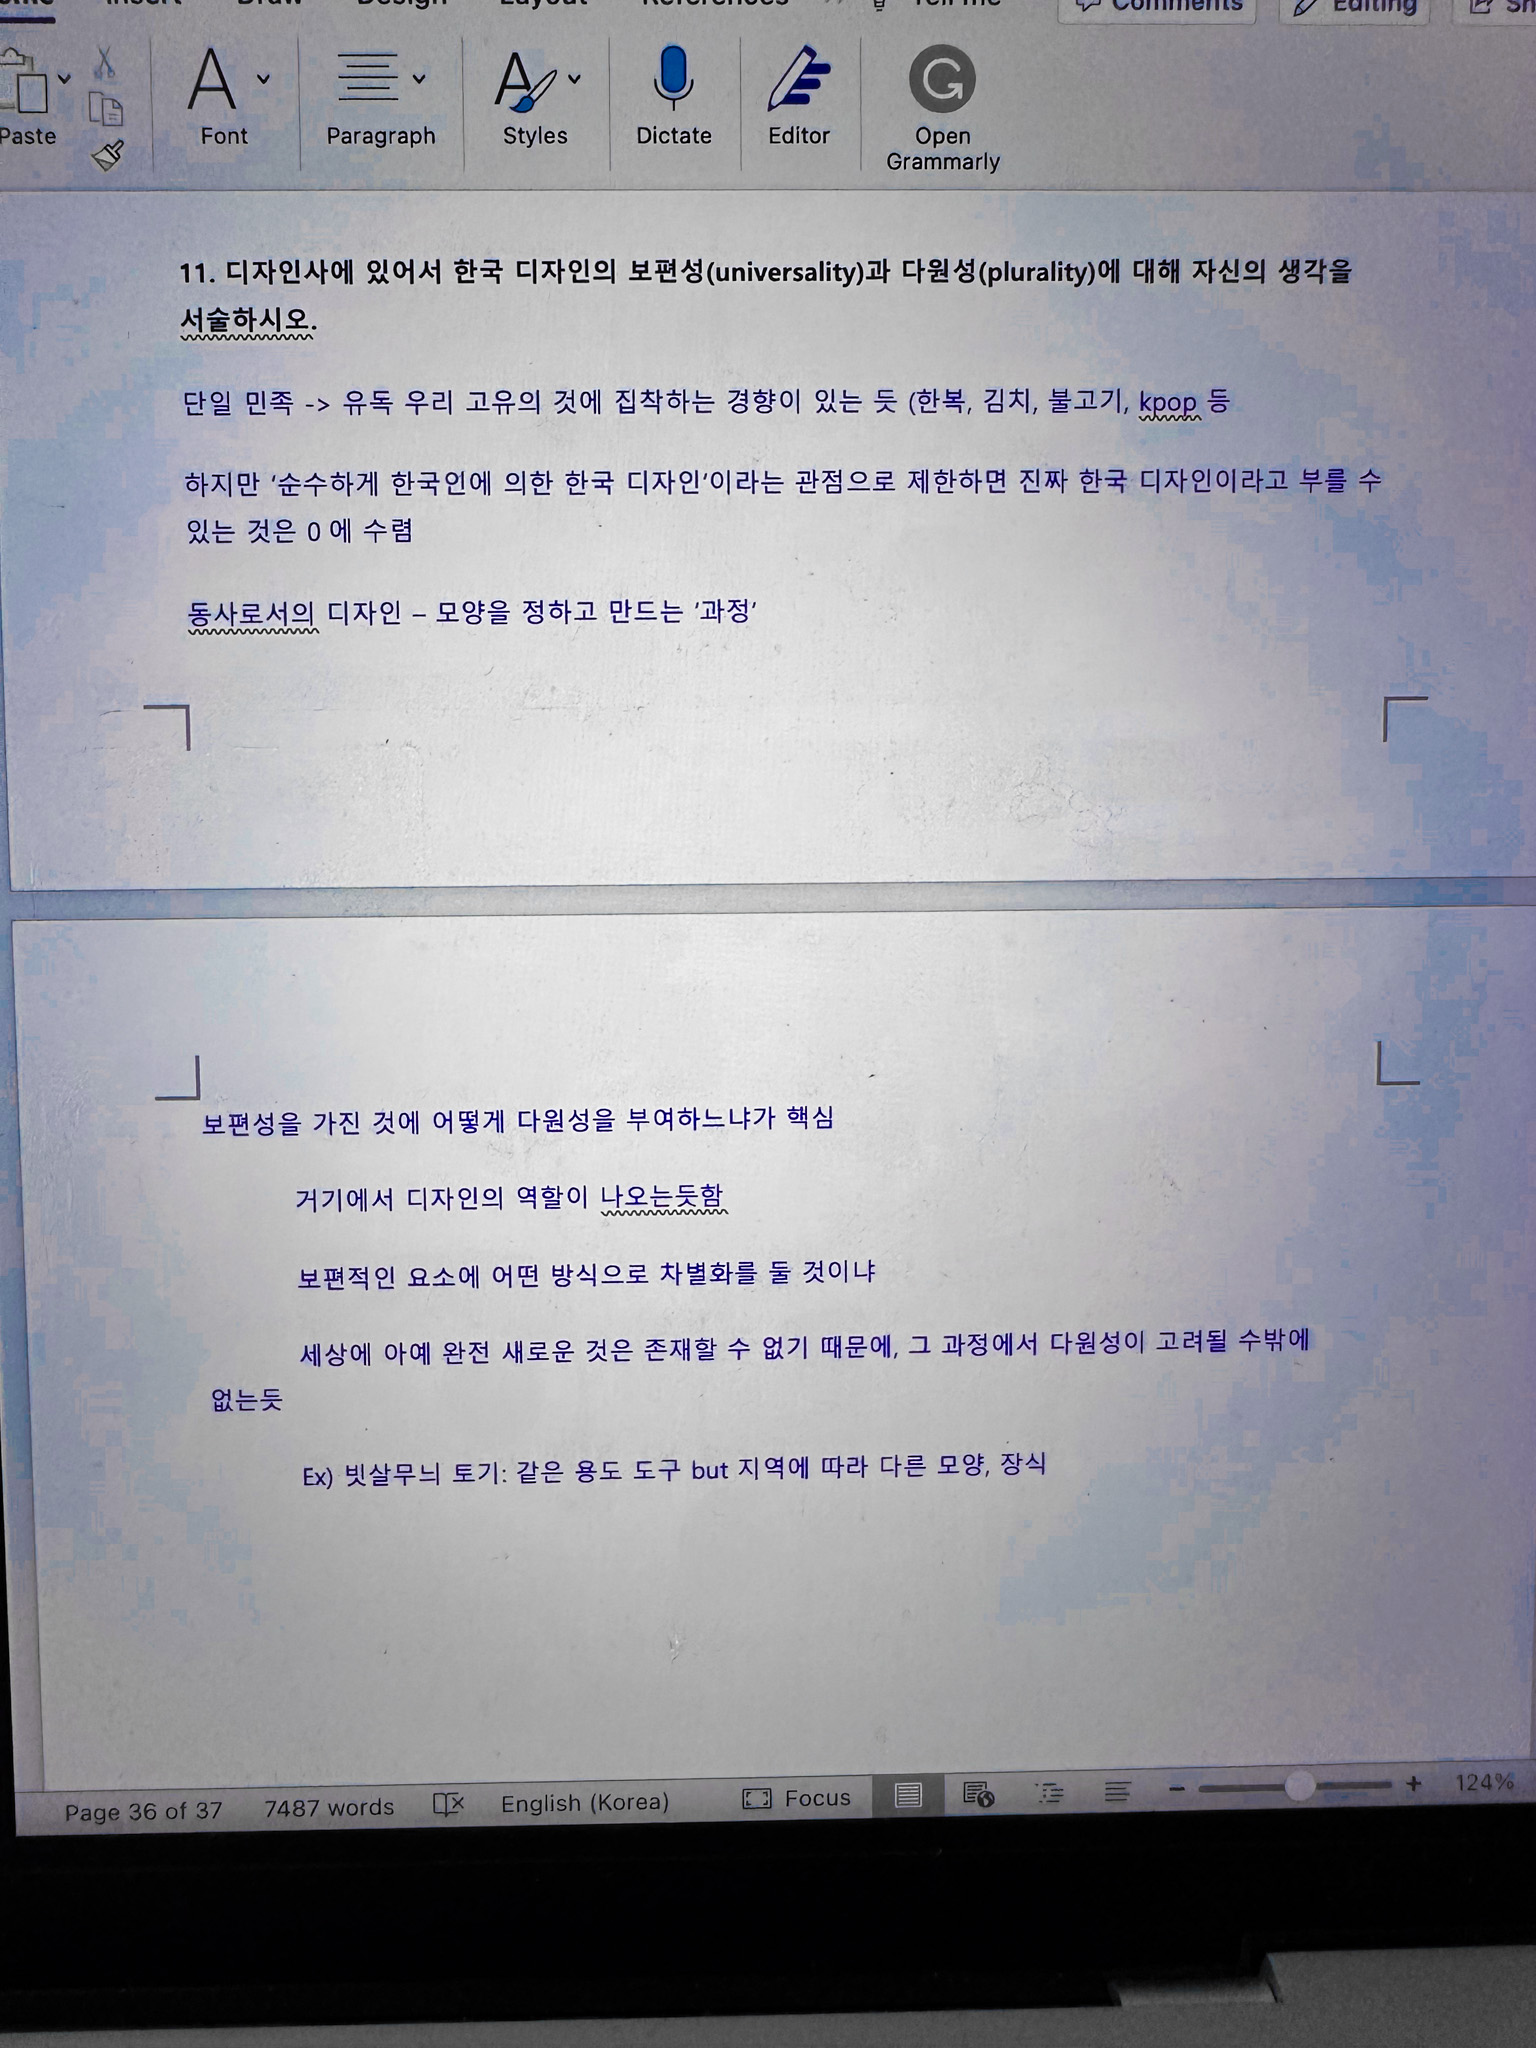 Insert Draw Design Layout References Tell me Comments Editing
Paste Font Paragraph Styles Dictate Editor Open
Grammarly
11. 디자인사에 있어서 한국 디자인의 보편성(universality)과 다원성(plurality)에 대해 자신의 생각을
서술하시오.
단일 민족 -> 유독 우리 고유의 것에 집착하는 경향이 있는 듯 (한복, 김치, 불고기, kpop 등
하지만 ‘순수하게 한국인에 의한 한국 디자인’이라는 관점으로 제한하면 진짜 한국 디자인이라고 부를 수
있는 것은 0 에 수렴
동사로서의 디자인 – 모양을 정하고 만드는 ‘과정’
보편성을 가진 것에 어떻게 다원성을 부여하느냐가 핵심
거기에서 디자인의 역할이 나오는듯함
보편적인 요소에 어떤 방식으로 차별화를 둘 것이냐
세상에 아예 완전 새로운 것은 존재할 수 없기 때문에, 그 과정에서 다원성이 고려될 수밖에
없는듯
Ex) 빗살무늬 토기: 같은 용도 도구 but 지역에 따라 다른 모양, 장식
Page 36 of 37 7487 words English (Korea) Focus 124%